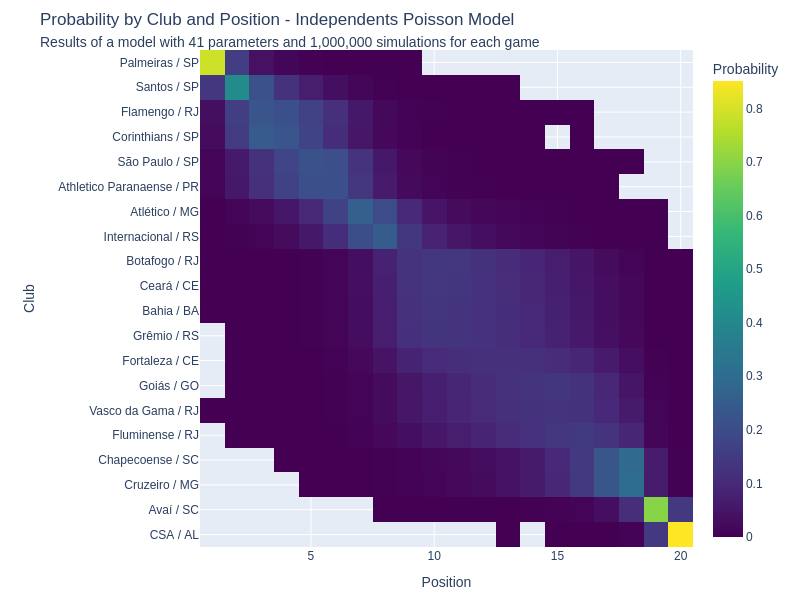 Probability by Club and Position - Independents Poisson Model
Results of a model with 41 parameters and 1,000,000 simulations for each game
Probability
Club
Palmeiras / SP
Santos / SP
Flamengo / RJ
Corinthians / SP
São Paulo / SP
Athletico Paranaense / PR
Atlético / MG
Internacional / RS
Botafogo / RJ
Ceará / CE
Bahia / BA
Grêmio / RS
Fortaleza / CE
Goiás / GO
Vasco da Gama / RJ
Fluminense / RJ
Chapecoense / SC
Cruzeiro / MG
Avaí / SC
CSA / AL
5
10
15
20
Position
0.8
0.7
0.6
0.5
0.4
0.3
0.2
0.1
0